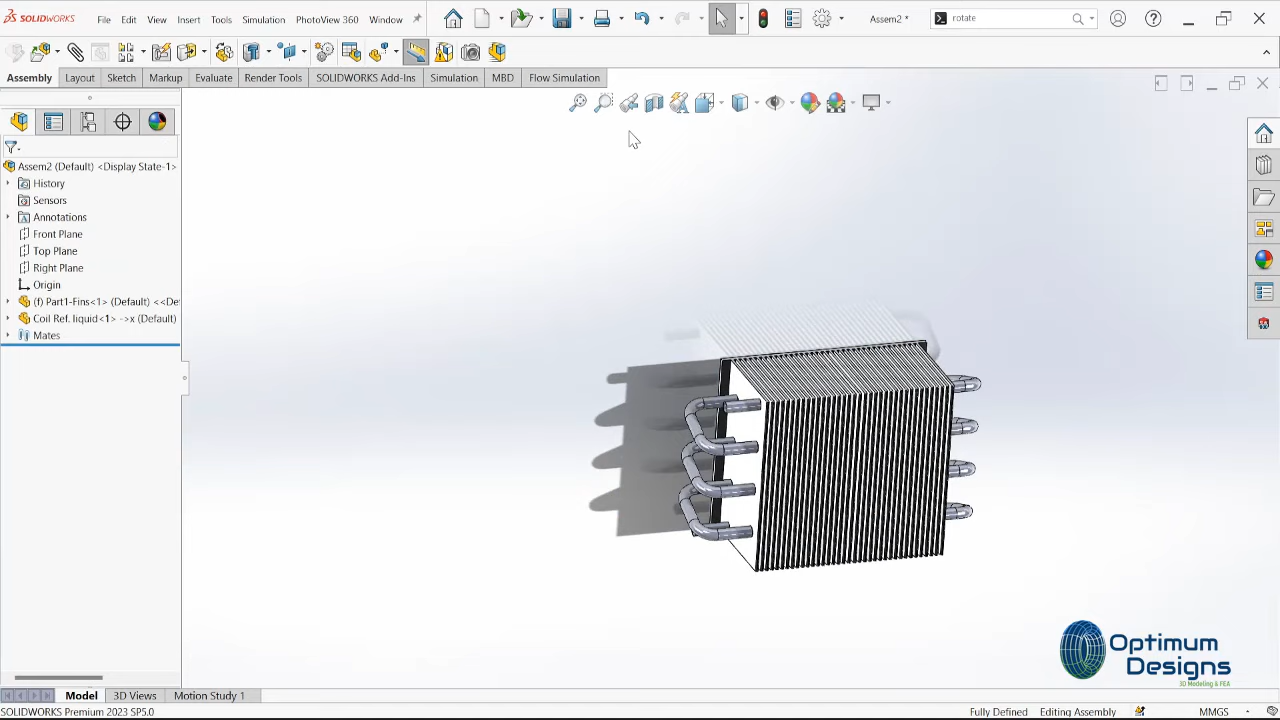 SOLIDWORKS File Edit View Insert Tools Simulation PhotoView 360 Window Assem2 * rotate
Assembly Layout Sketch Markup Evaluate Render Tools SOLIDWORKS Add-Ins Simulation MBD Flow Simulation
Assem2 (Default) <Display State-1>
History
Sensors
Annotations
Front Plane
Top Plane
Right Plane
Origin
(f) Part1-Fins<1> (Default) <<De
Coil Ref. liquid<1> ->x (Default)
Mates
Optimum
Designs
3D Modeling & FEA
Model 3D Views Motion Study 1
SOLIDWORKS Premium 2023 SP5.0 Fully Defined Editing Assembly MMGS